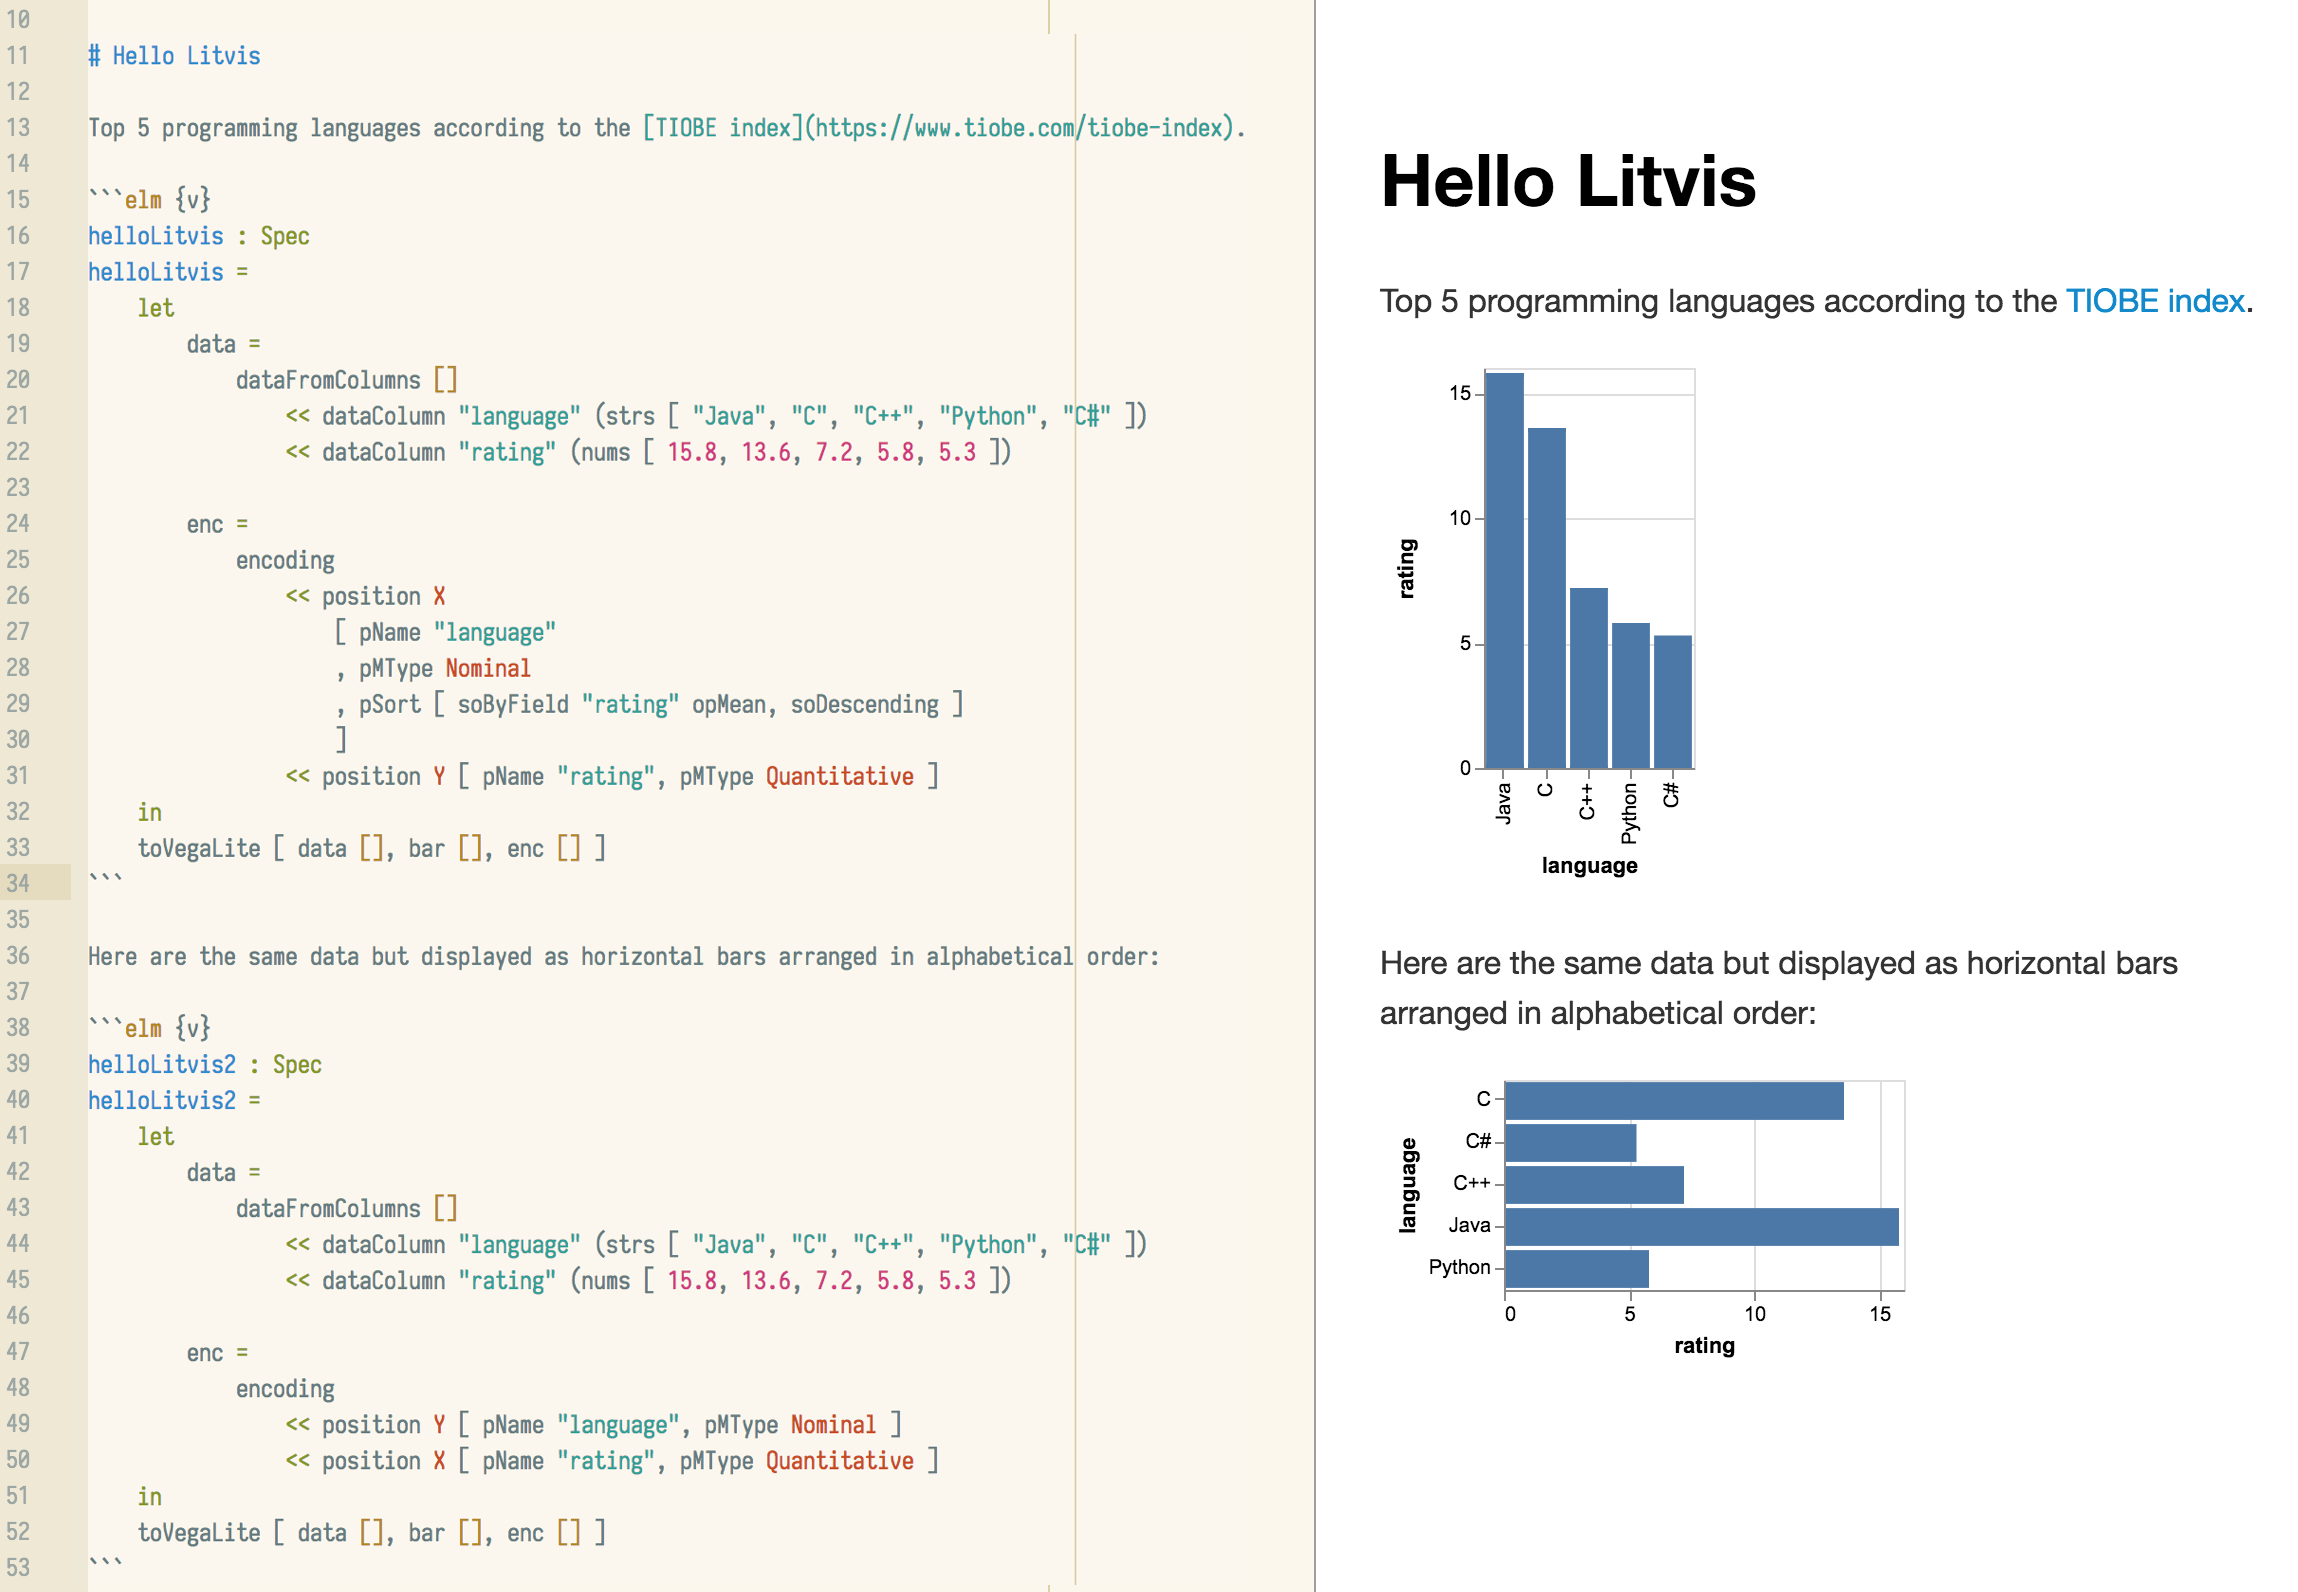 10
11 # Hello Litvis
12
13 Top 5 programming languages according to the [TIOBE index](https://www.tiobe.com/tiobe-index).
14
15 ```elm {v}
16 helloLitvis : Spec
17 helloLitvis =
18     let
19         data =
20             dataFromColumns []
21                 << dataColumn "language" (strs [ "Java", "C", "C++", "Python", "C#" ])
22                 << dataColumn "rating" (nums [ 15.8, 13.6, 7.2, 5.8, 5.3 ])
23
24         enc =
25             encoding
26                 << position X
27                     [ pName "language"
28                     , pMType Nominal
29                     , pSort [ soByField "rating" opMean, soDescending ]
30                     ]
31                 << position Y [ pName "rating", pMType Quantitative ]
32     in
33     toVegaLite [ data [], bar [], enc [] ]
34 ```
35
36 Here are the same data but displayed as horizontal bars arranged in alphabetical order:
37
38 ```elm {v}
39 helloLitvis2 : Spec
40 helloLitvis2 =
41     let
42         data =
43             dataFromColumns []
44                 << dataColumn "language" (strs [ "Java", "C", "C++", "Python", "C#" ])
45                 << dataColumn "rating" (nums [ 15.8, 13.6, 7.2, 5.8, 5.3 ])
46
47         enc =
48             encoding
49                 << position Y [ pName "language", pMType Nominal ]
50                 << position X [ pName "rating", pMType Quantitative ]
51     in
52     toVegaLite [ data [], bar [], enc [] ]
53 ```
Hello Litvis
Top 5 programming languages according to the TIOBE index.
15
10
5
0
rating
Java C C++ Python C#
language
Here are the same data but displayed as horizontal bars
arranged in alphabetical order:
language
C
C#
C++
Java
Python
0 5 10 15
rating